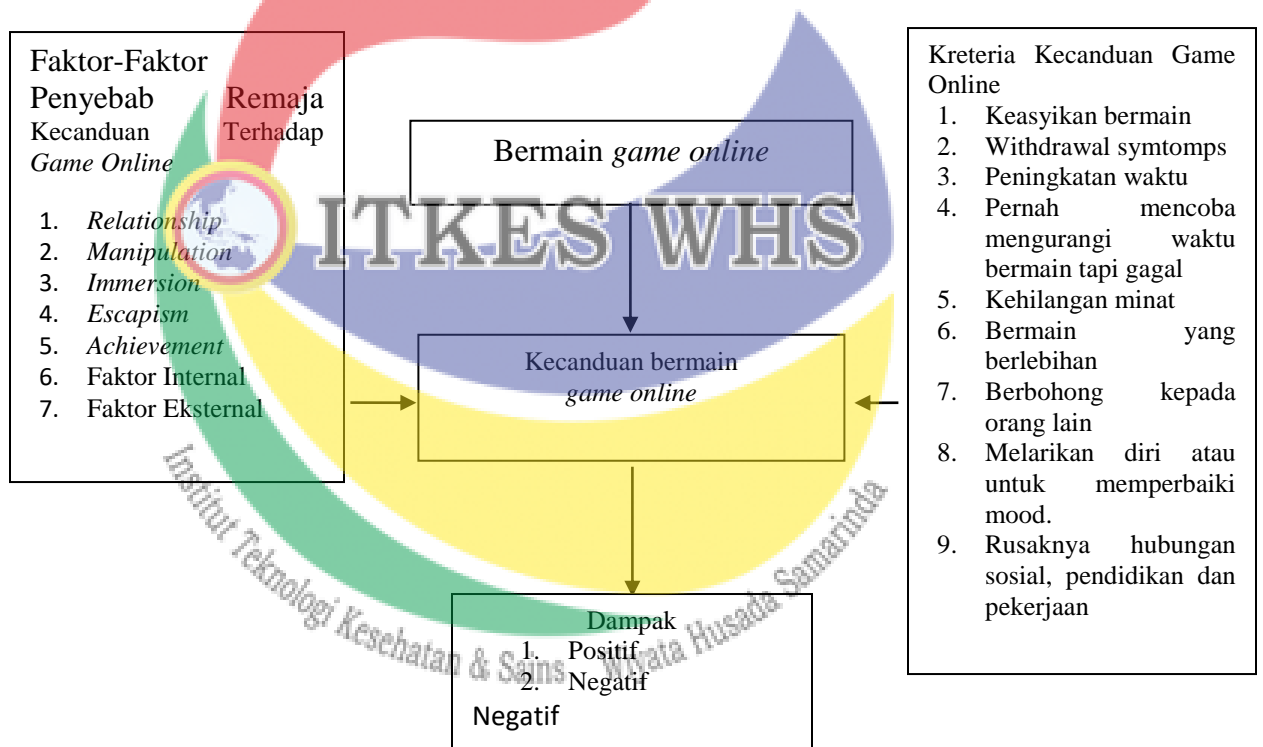 Faktor-Faktor
Penyebab Remaja
Kecanduan Terhadap
Game Online
1. Relationship
2. Manipulation
3. Immersion
4. Escapism
5. Achievement
6. Faktor Internal
7. Faktor Eksternal
Bermain game online
ITKES WHS
Kecanduan bermain
game online
Kreteria Kecanduan Game
Online
1. Keasyikan bermain
2. Withdrawal symtomps
3. Peningkatan waktu
4. Pernah mencoba
mengurangi waktu
bermain tapi gagal
5. Kehilangan minat
6. Bermain yang
berlebihan
7. Berbohong kepada
orang lain
8. Melarikan diri atau
untuk memperbaiki
mood.
9. Rusaknya hubungan
sosial, pendidikan dan
pekerjaan
Dampak
1. Positif
2. Negatif
Negatif
Institut Teknologi Kesehatan & Sains Wiyata Husada Samarinda